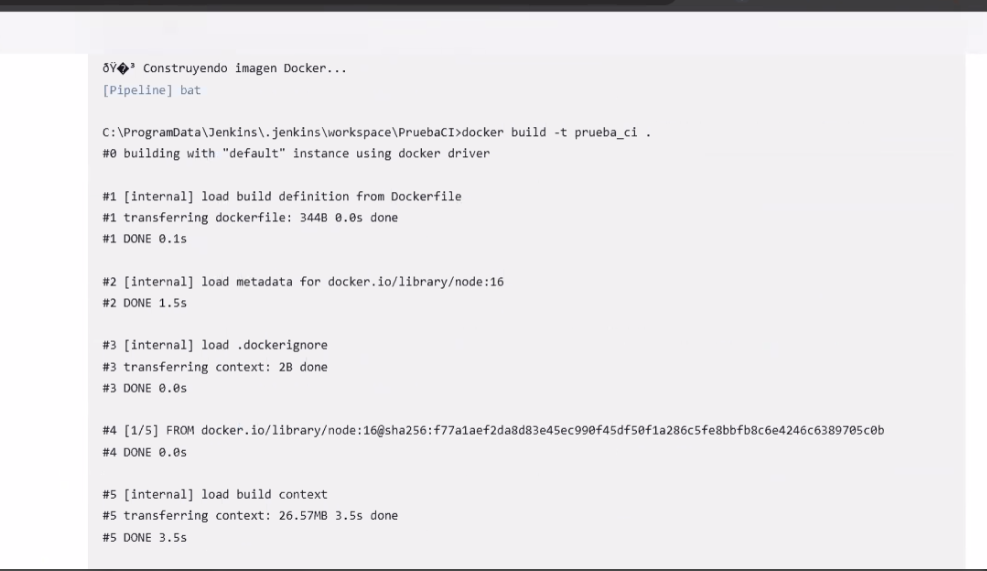 ðŸ�³ Construyendo imagen Docker...
[Pipeline] bat
C:\ProgramData\Jenkins\.jenkins\workspace\PruebaCI>docker build -t prueba_ci .
#0 building with "default" instance using docker driver
#1 [internal] load build definition from Dockerfile
#1 transferring dockerfile: 344B 0.0s done
#1 DONE 0.1s
#2 [internal] load metadata for docker.io/library/node:16
#2 DONE 1.5s
#3 [internal] load .dockerignore
#3 transferring context: 2B done
#3 DONE 0.0s
#4 [1/5] FROM docker.io/library/node:16@sha256:f77a1aef2da8d83e45ec990f45df50f1a286c5fe8bbfb8c6e4246c6389705c0b
#4 DONE 0.0s
#5 [internal] load build context
#5 transferring context: 26.57MB 3.5s done
#5 DONE 3.5s